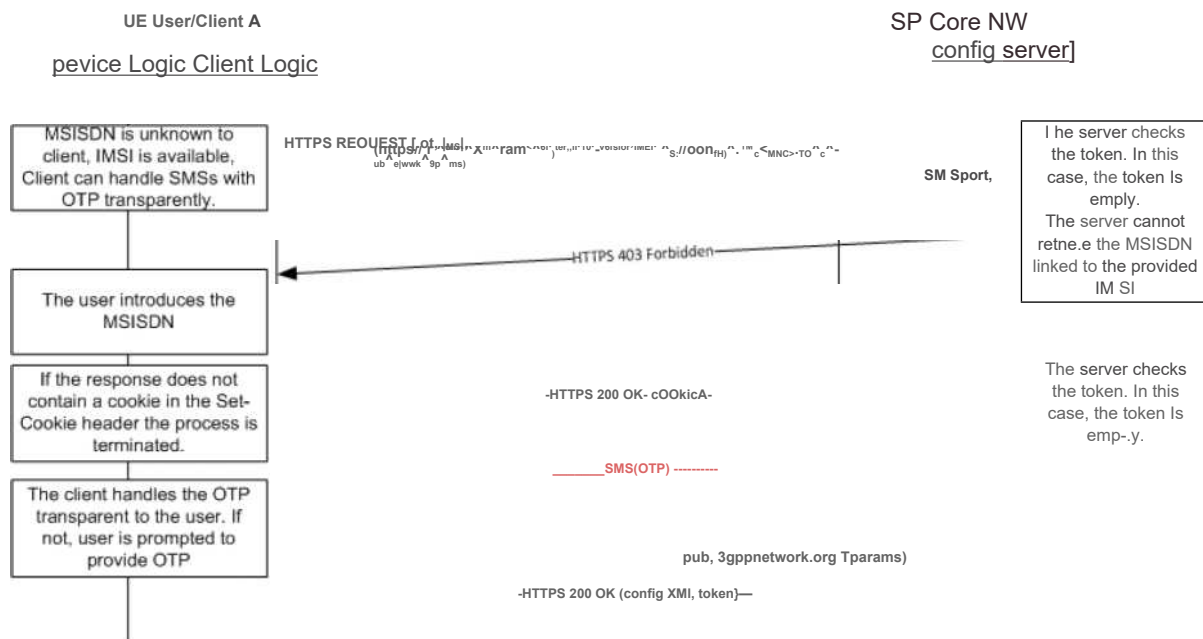 UE User/Client A
SP Core NW
config server]
pevice Logic Client Logic
MSISDN is unknown to
client, IMSI is available,
Client can handle SMSs with
OTP transparently.
HTTPS REQUEST
SM Sport,
I he server checks
the token. In this
case, the token Is
emply.
The server cannot
retne.e the MSISDN
linked to the provided
IM SI
HTTPS 403 Forbidden
The user introduces the
MSISDN
If the response does not
contain a cookie in the Set-
Cookie header the process is
terminated.
-HTTPS 200 OK- cOOkicA-
The server checks
the token. In this
case, the token Is
emp-.y.
SMS(OTP) ----------
The client handles the OTP
transparent to the user. If
not, user is prompted to
provide OTP
pub, 3gppnetwork.org Tparams)
-HTTPS 200 OK (config XMI, token}—